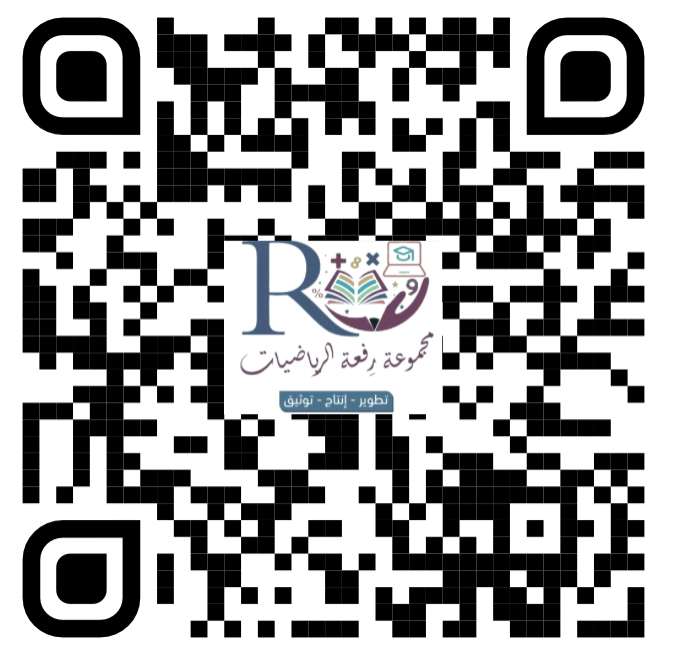 R
مجموعة رفعة الرياضيات
تطوير - إنتاج - توثيق